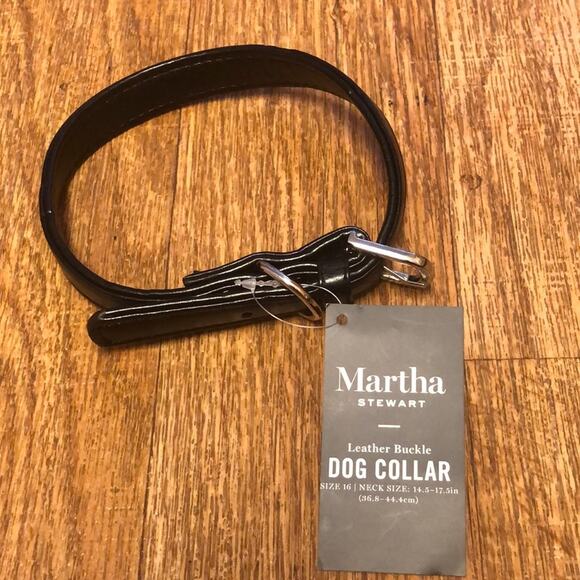 Martha
STEWART
Leather Buckle
DOG COLLAR
SIZE 16 | NECK SIZE: 14.5-17.5in
(36.8-44.4cm)